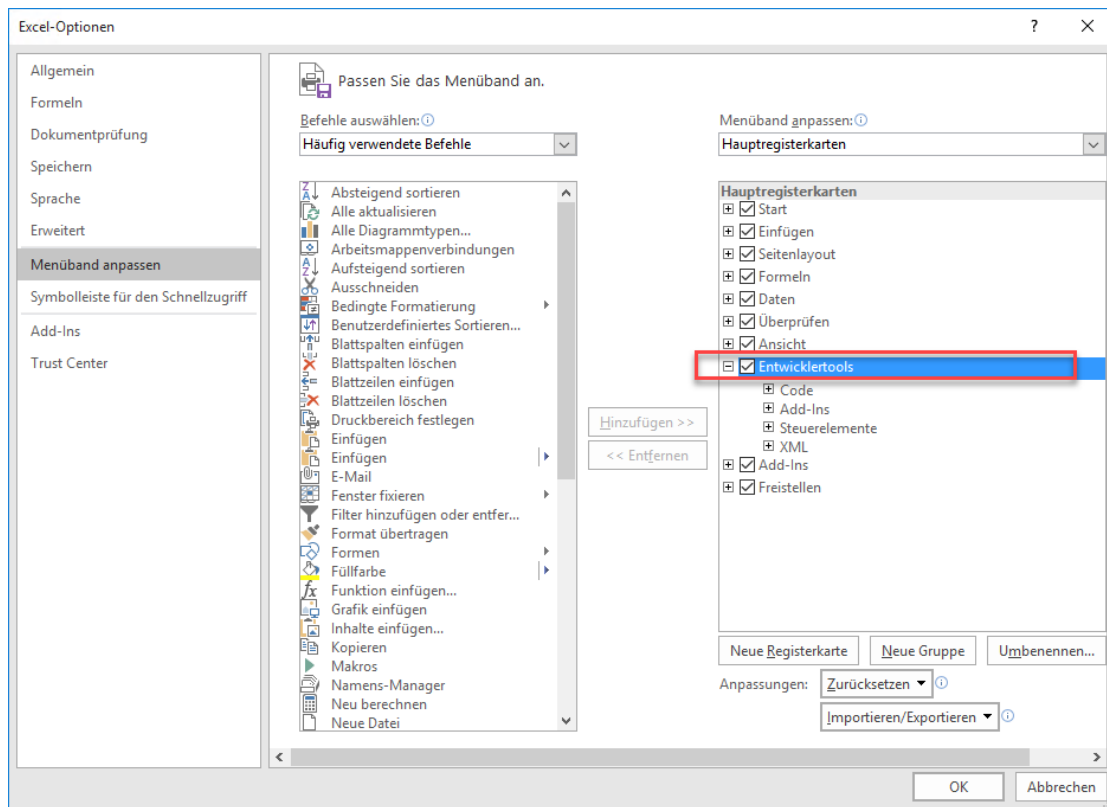 Excel-Optionen
?
Allgemein
Formeln
Dokumentprüfung
Speichern
Sprache
Erweitert
Menüband anpassen
Symbolleiste für den Schnellzugriff
Add-Ins
Trust Center
Passen Sie das Menüband an.
Befehle auswählen:
Häufig verwendete Befehle
Absteigend sortieren
Alle aktualisieren
Alle Diagrammtypen...
Arbeitsmappenverbindungen
Aufsteigend sortieren
Ausschneiden
Bedingte Formatierung
Benutzerdefiniertes Sortieren...
Blattspalten einfügen
Blattspalten löschen
Blattzeilen einfügen
Blattzeilen löschen
Druckbereich festlegen
Einfügen
Einfügen
E-Mail
Fenster fixieren
Filter hinzufügen oder entfer...
Format übertragen
Formen
Füllfarbe
Funktion einfügen...
Grafik einfügen
Inhalte einfügen...
Kopieren
Makros
Namens-Manager
Neu berechnen
Neue Datei
Hinzufügen >>
<< Entfernen
Menüband anpassen:
Hauptregisterkarten
Hauptregisterkarten
Start
Einfügen
Seitenlayout
Formeln
Daten
Überprüfen
Ansicht
Entwicklertools
Code
Add-Ins
Steuerelemente
XML
Add-Ins
Freistellen
Neue Registerkarte
Neue Gruppe
Umbenennen...
Anpassungen:
Zurücksetzen
Importieren/Exportieren
OK
Abbrechen